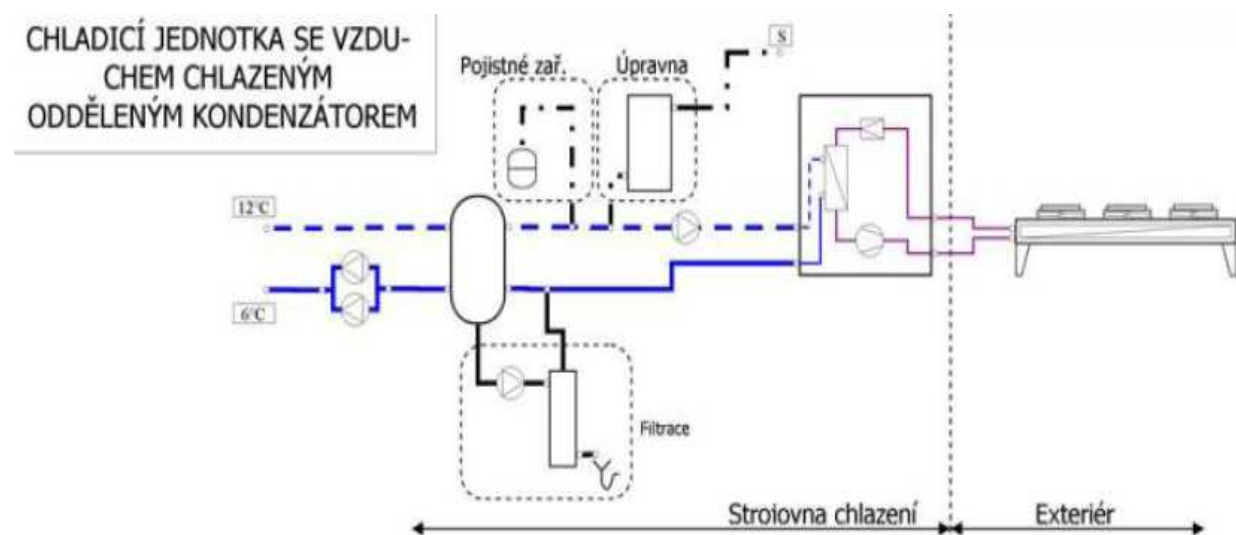 CHLADICÍ JEDNOTKA SE VZDU-
CHEM CHLAZENÝM
ODDĚLENÝM KONDENZÁTOREM
Pojistné zař.
Úpravna
S
12°C
6°C
Filtrace
Strojovna chlazení
Exteriér